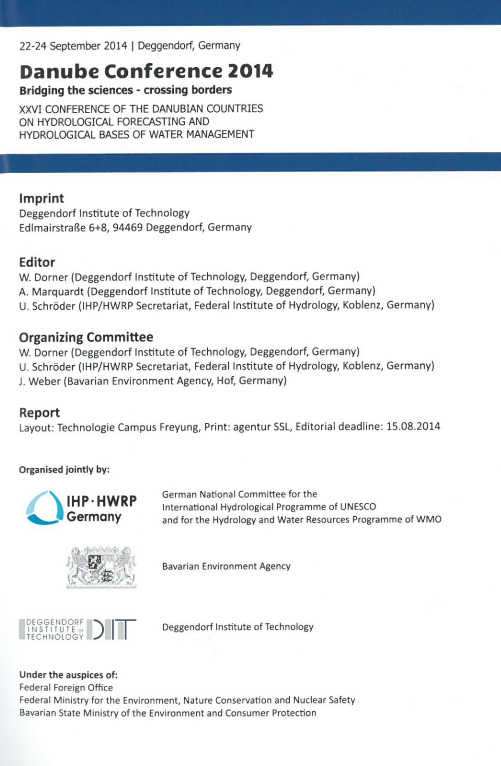 22-24 September 2014 | Deggendorf, Germany
Danube Conference 2014
Bridging the sciences - crossing borders
XXVI CONFERENCE OF THE DANUBIAN COUNTRIES
ON HYDROLOGICAL FORECASTING AND
HYDROLOGICAL BASES OF WATER MANAGEMENT
Imprint
Deggendorf Institute of Technology
Edlmairstraße 6+8, 94469 Deggendorf, Germany
Editor
W. Dorner (Deggendorf Institute of Technology, Deggendorf, Germany)
A. Marquardt (Deggendorf Institute of Technology, Deggendorf, Germany)
U. Schröder (IHP/HWRP Secretariat, Federal Institute of Hydrology, Koblenz, Germany)
Organizing Committee
W. Dorner (Deggendorf Institute of Technology, Deggendorf, Germany)
U. Schröder (IHP/HWRP Secretariat, Federal Institute of Hydrology, Koblenz, Germany)
J. Weber (Bavarian Environment Agency, Hof, Germany)
Report
Layout: Technologie Campus Freyung, Print: agentur SSL, Editorial deadline: 15.08.2014
Organised jointly by:
IHP·HWRP
Germany
German National Committee for the
International Hydrological Programme of UNESCO
and for the Hydrology and Water Resources Programme of WMO
Bavarian Environment Agency
DEGGENDORF
INSTITUTE OF
TECHNOLOGY
DIT
Deggendorf Institute of Technology
Under the auspices of:
Federal Foreign Office
Federal Ministry for the Environment, Nature Conservation and Nuclear Safety
Bavarian State Ministry of the Environment and Consumer Protection